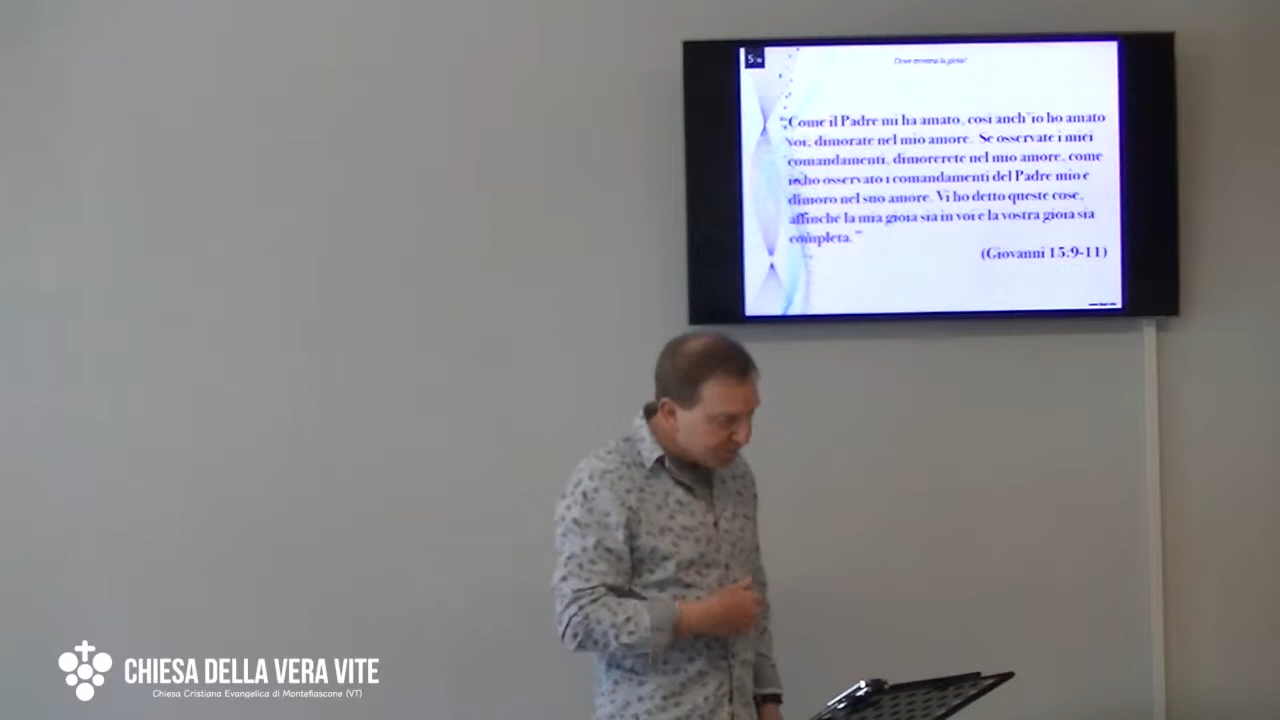 Dove troverai la gioia?
“Come il Padre mi ha amato, così anch'io ho amato
voi; dimorate nel mio amore. Se osservate i miei
comandamenti, dimorerete nel mio amore, come
io ho osservato i comandamenti del Padre mio e
dimoro nel suo amore. Vi ho detto queste cose,
affinché la mia gioia sia in voi e la vostra gioia sia
completa.”
(Giovanni 15.9-11)
CHIESA DELLA VERA VITE
Chiesa Cristiana Evangelica di Montefiascone (VT)